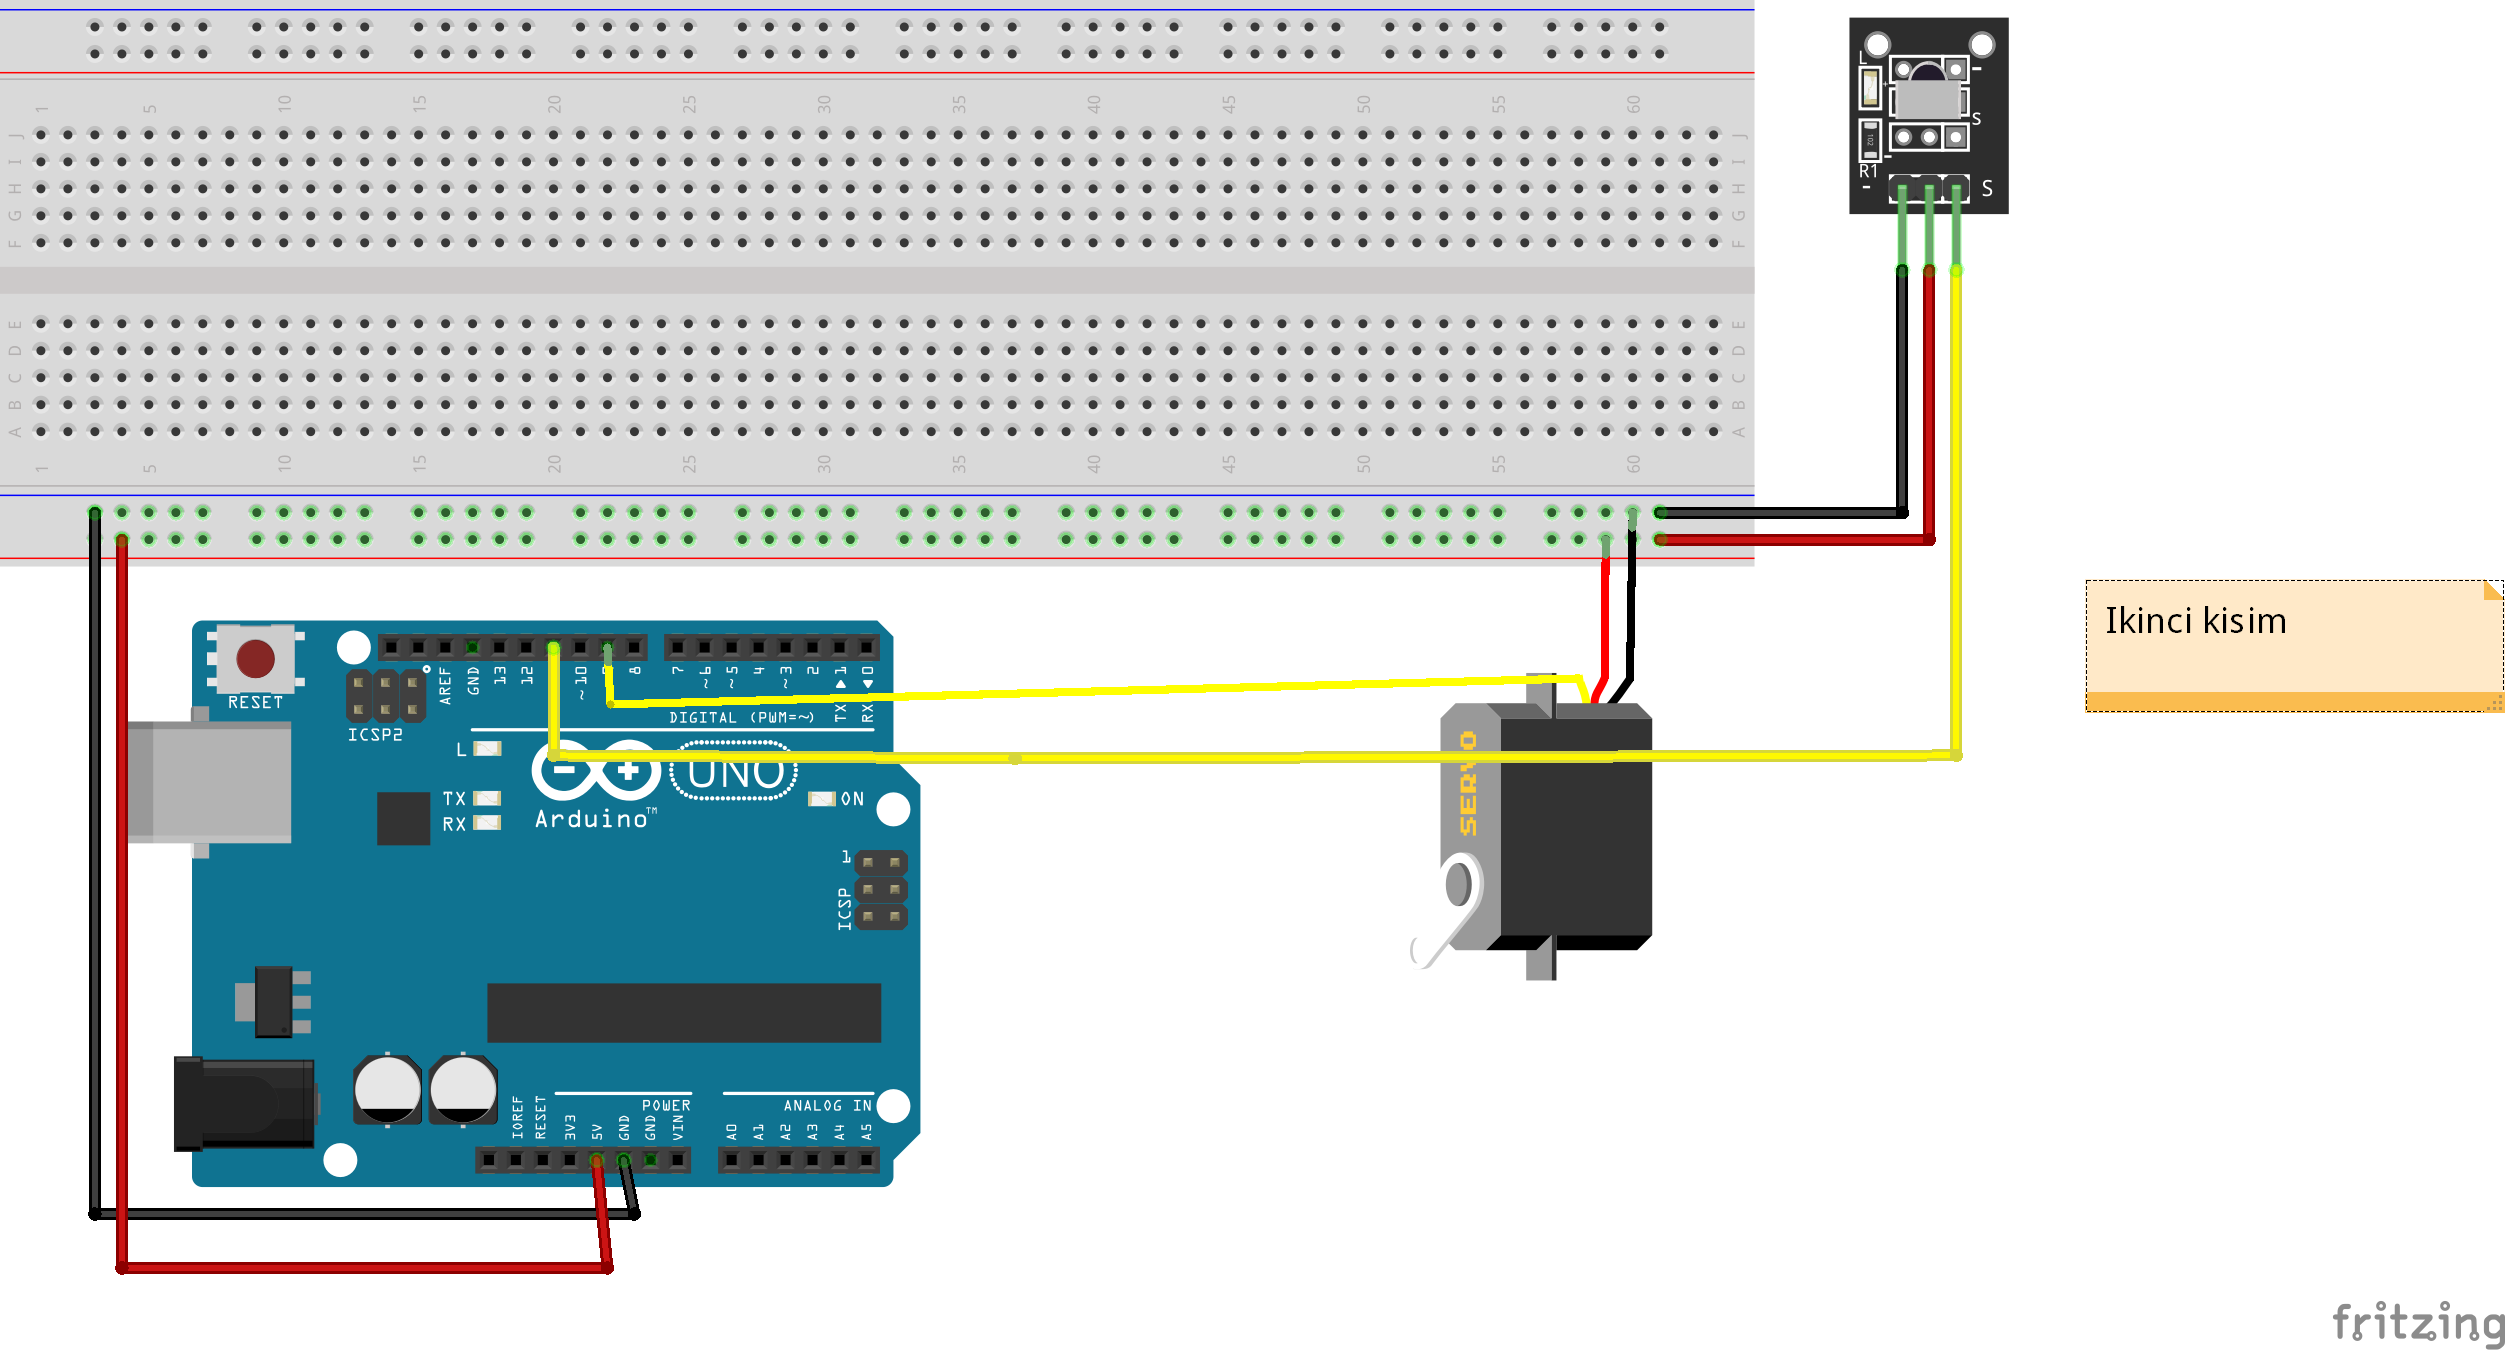 1 5 10 15 20 25 30 35 40 45 50 55 60
J J
I I
H H
G G
F F
E E
D D
C C
B B
A A
1 5 10 15 20 25 30 35 40 45 50 55 60
L
-
+
S
102
-
R1
- S
Ikinci kisim
RESET
ICSP2
AREF
GND
13
12
~10
9
8
7
~6
~5
4
~3
2
TX 1
RX 0
DIGITAL (PWM=~)
L
TX
RX
- +
UNO
Arduino™
ON
1
ICSP
SERVO
POWER
ANALOG IN
IOREF
RESET
3V3
5V
GND
GND
VIN
A0
A1
A2
A3
A4
A5
fritzing